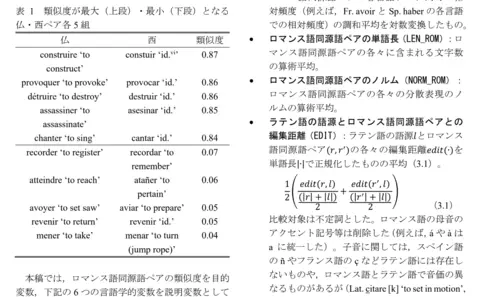 表 1　類似度が最大（上段）・最小（下段）となる
仏・西ペア各 5 組
仏　西　類似度
construire ‘to construct’　constuir ‘id.’　0.87
provoquer ‘to provoke’　provocar ‘id.’　0.86
détruire ‘to destroy’　destruir ‘id.’　0.86
assassiner ‘to assassinate’　asesinar ‘id.’　0.85
chanter ‘to sing’　cantar ‘id.’　0.84
recorder ‘to register’　recordar ‘to remember’　0.07
atteindre ‘to reach’　atañer ‘to pertain’　0.06
avoyer ‘to set saw’　aviar ‘to prepare’　0.05
revenir ‘to return’　revenir ‘id.’　0.05
mener ‘to take’　menar ‘to turn (jump rope)’　0.04
本稿では，ロマンス語同源語ペアの類似度を目的
変数，下記の 6 つの言語学的変数を説明変数として
対頻度（例えば，Fr. avoir と Sp. haber の各言語
での相対頻度）の調和平均を対数変換したもの。
• ロマンス語同源語ペアの単語長（LEN_ROM）：ロ
マンス語同源語ペアの各々に含まれる文字数
の算術平均。
• ロマンス語同源語ペアのノルム（NORM_ROM）：
ロマンス語同源語ペアの各々の分散表現のノ
ルムの算術平均。
• ラテン語の語源とロマンス語同源語ペアとの
編集距離（EDIT）：ラテン語の語源lとロマンス
語同源語ペア(r, r′)の各々の編集距離edit(·)を
単語長|·|で正規化したものの平均（3.1）。
1/2 ( edit(r, l) / ((|r| + |l|)/2) + edit(r′, l) / ((|r′| + |l|)/2) )　（3.1）
比較対象は不定詞とした。ロマンス語の母音の
アクセント記号等は削除した（例えば, á や à は
a に統一した）。子音に関しては，スペイン語
の ñ やフランス語の ç などラテン語には存在し
ないものや，ロマンス語とラテン語で音価の異
なるものがあるが（Lat. gitare [k] ‘to set in motion’,